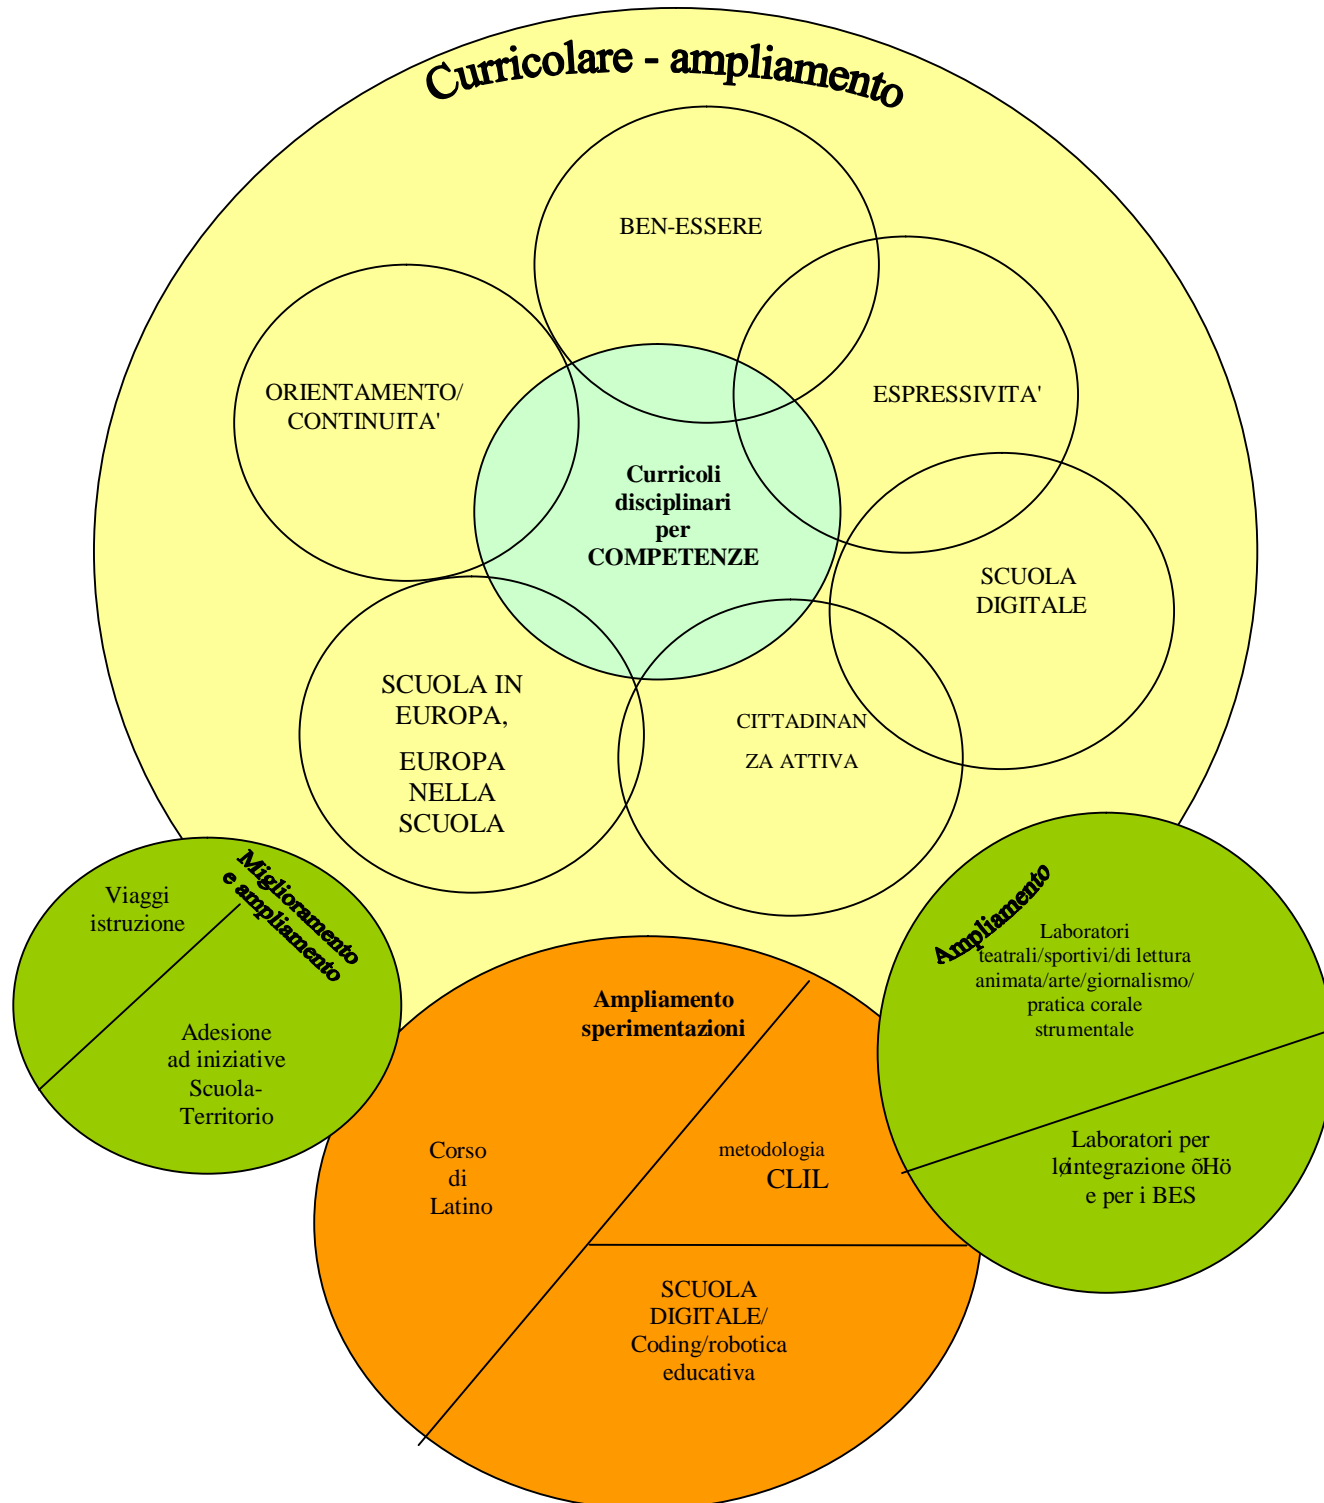 Curricolare - ampliamento
BEN-ESSERE
ORIENTAMENTO/
CONTINUITA'
ESPRESSIVITA'
Curricoli
disciplinari
per
COMPETENZE
SCUOLA
DIGITALE
SCUOLA IN
EUROPA,
EUROPA
NELLA
SCUOLA
CITTADINAN
ZA ATTIVA
Miglioramento
e ampliamento
Viaggi
istruzione
Adesione
ad iniziative
Scuola-
Territorio
Ampliamento
Laboratori
teatrali/sportivi/di lettura
animata/arte/giornalismo/
pratica corale
strumentale
Laboratori per
løintegrazione õHö
e per i BES
Ampliamento
sperimentazioni
Corso
di
Latino
metodologia
CLIL
SCUOLA
DIGITALE/
Coding/robotica
educativa